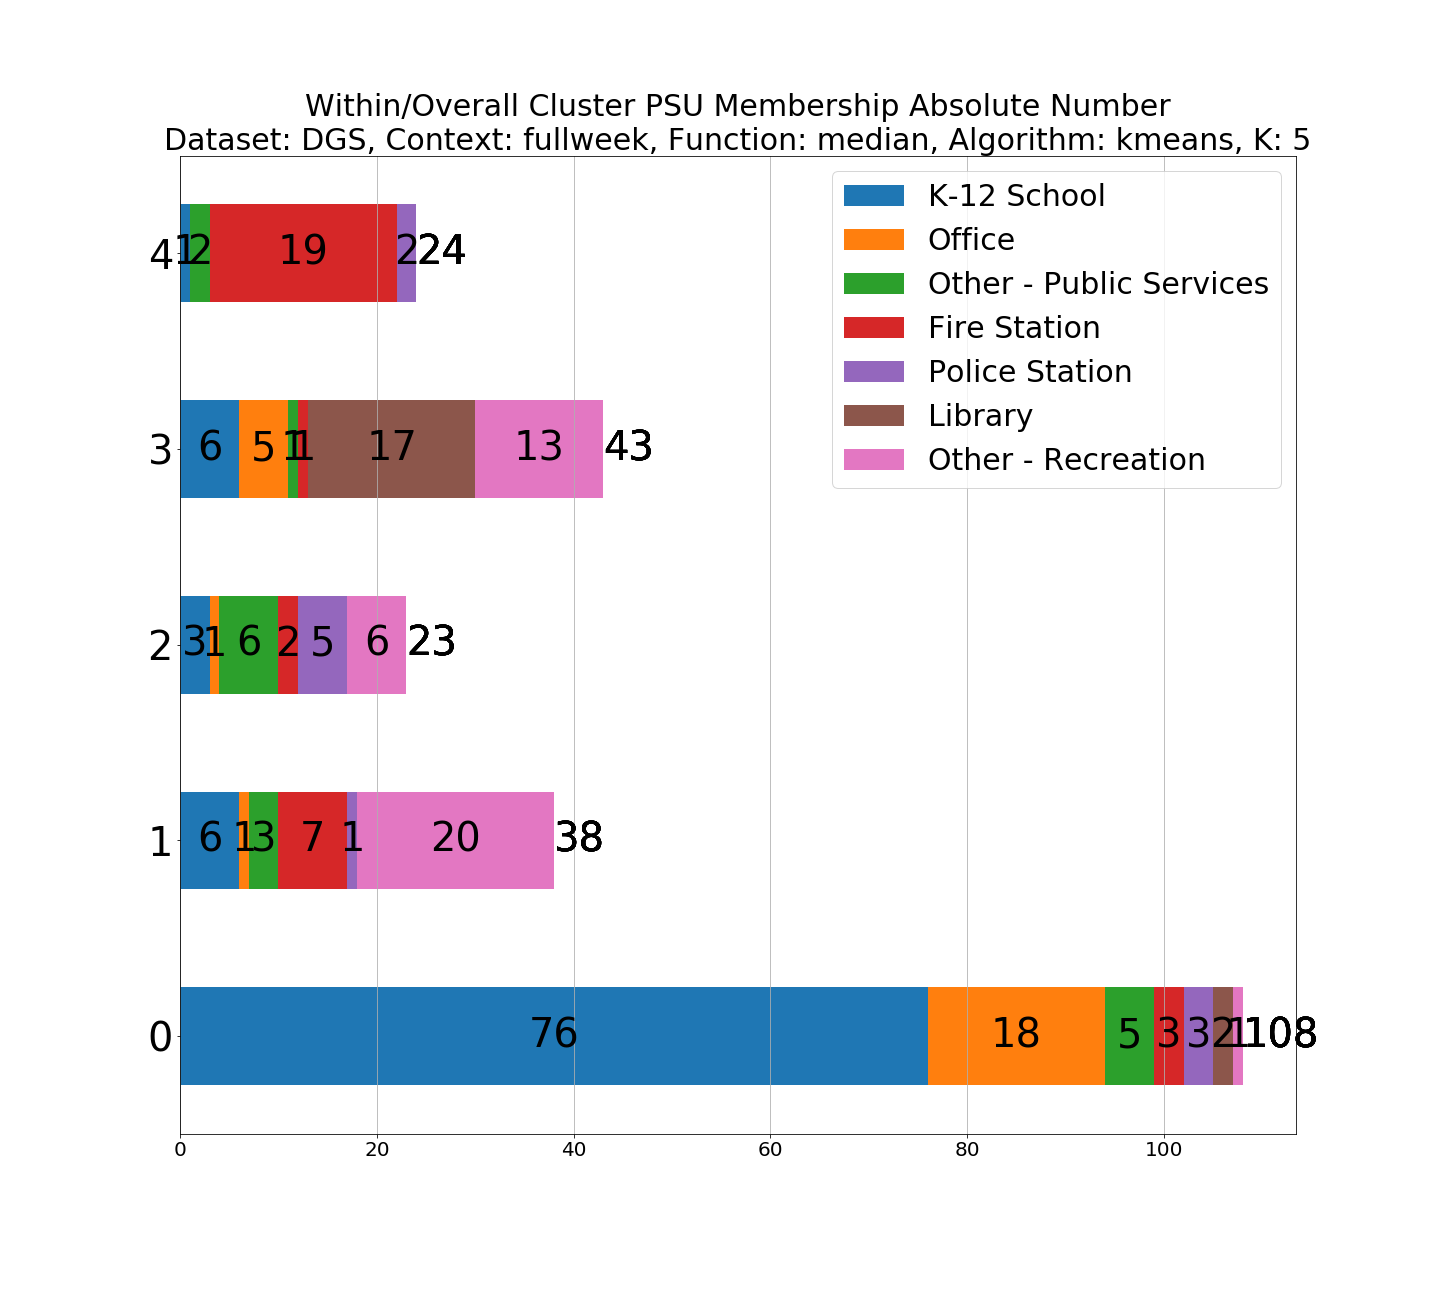 Within/Overall Cluster PSU Membership Absolute Number
Dataset: DGS, Context: fullweek, Function: median, Algorithm: kmeans, K: 5
K-12 School
Office
Other - Public Services
Fire Station
Police Station
Library
Other - Recreation
4 1 2 19 2 24
3 6 5 1 1 17 13 43
2 3 1 6 2 5 6 23
1 6 1 3 7 1 20 38
0 76 18 5 3 3 2 1 108
0 20 40 60 80 100